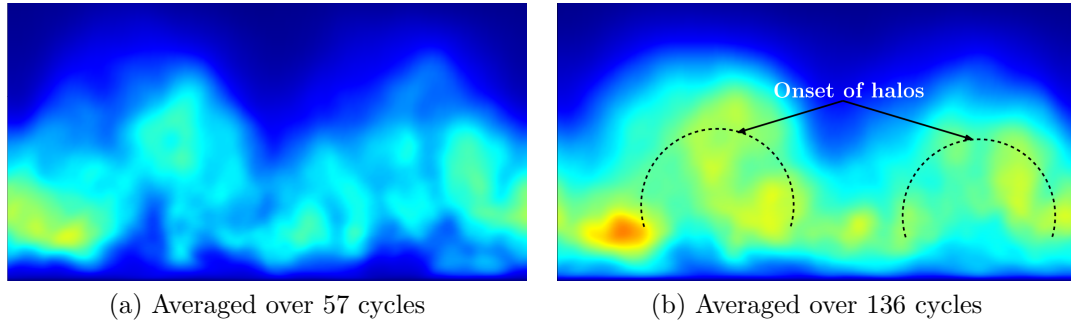 Onset of halos
(a) Averaged over 57 cycles
(b) Averaged over 136 cycles